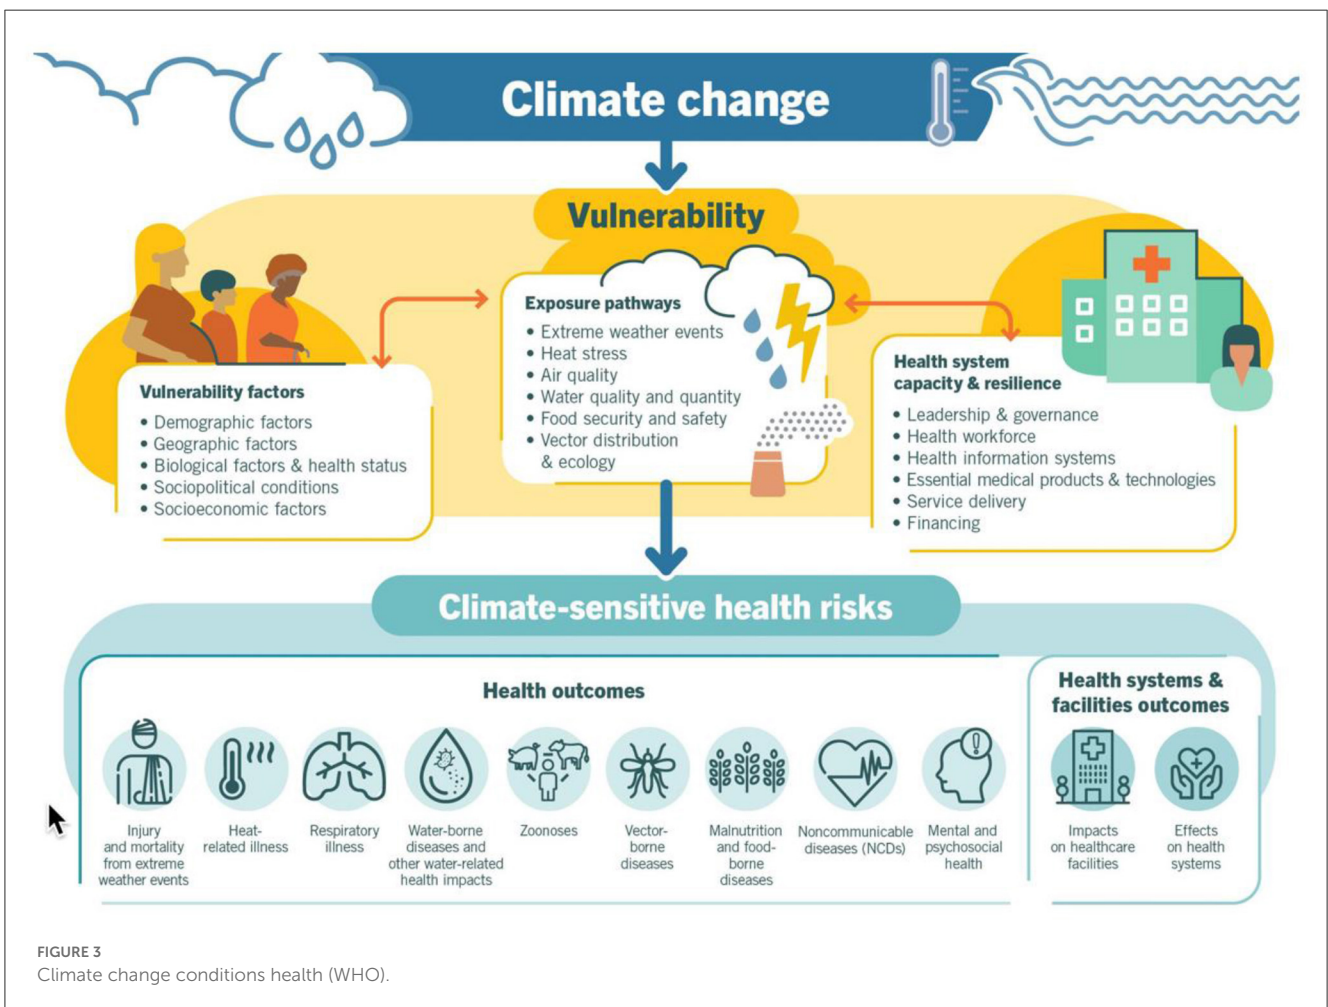 Climate change
Vulnerability
Vulnerability factors
• Demographic factors
• Geographic factors
• Biological factors & health status
• Sociopolitical conditions
• Socioeconomic factors
Exposure pathways
• Extreme weather events
• Heat stress
• Air quality
• Water quality and quantity
• Food security and safety
• Vector distribution
& ecology
Health system
capacity & resilience
• Leadership & governance
• Health workforce
• Health information systems
• Essential medical products & technologies
• Service delivery
• Financing
Climate-sensitive health risks
Health outcomes
Injury
and mortality
from extreme
weather events
Heat-
related illness
Respiratory
illness
Water-borne
diseases and
other water-related
health impacts
Zoonoses
Vector-
borne
diseases
Malnutrition
and food-
borne
diseases
Noncommunicable
diseases (NCDs)
Mental and
psychosocial
health
Health systems &
facilities outcomes
Impacts
on healthcare
facilities
Effects
on health
systems
FIGURE 3
Climate change conditions health (WHO).